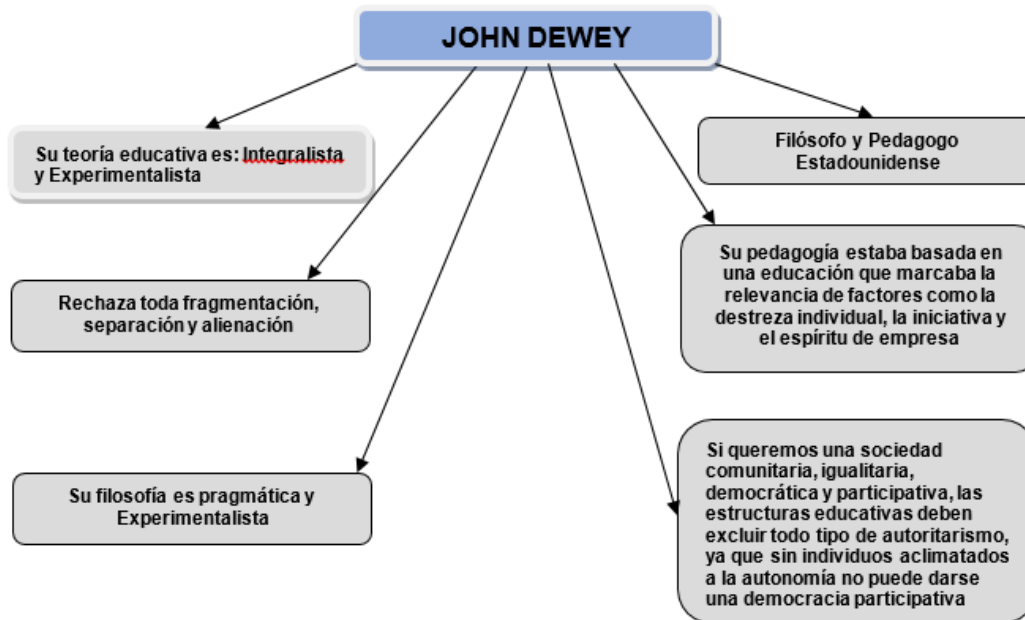 JOHN DEWEY
Su teoría educativa es: Integralista
y Experimentalista
Rechaza toda fragmentación,
separación y alienación
Su filosofía es pragmática y
Experimentalista
Filósofo y Pedagogo
Estadounidense
Su pedagogía estaba basada en
una educación que marcaba la
relevancia de factores como la
destreza individual, la iniciativa y
el espíritu de empresa
Si queremos una sociedad
comunitaria, igualitaria,
democrática y participativa, las
estructuras educativas deben
excluir todo tipo de autoritarismo,
ya que sin individuos aclimatados
a la autonomía no puede darse
una democracia participativa